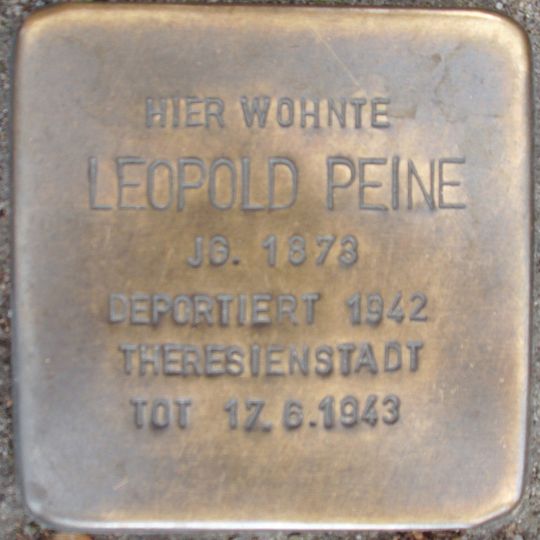 HIER WOHNTE
LEOPOLD PEINE
JG. 1873
DEPORTIERT 1942
THERESIENSTADT
TOT 17.6.1943